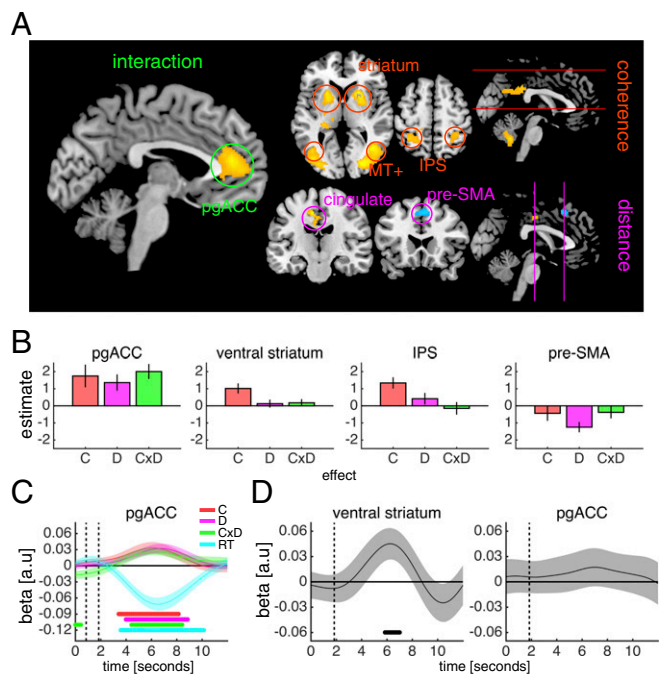 A
interaction
striatum
coherence
MT+
IPS
pgACC
cingulate
pre-SMA
distance
B
pgACC
ventral striatum
IPS
pre-SMA
estimate
2
1
0
-1
-2
2
1
0
-1
-2
2
1
0
-1
-2
2
1
0
-1
-2
C D CxD
C D CxD
C D CxD
C D CxD
effect
C
pgACC
C
D
CxD
RT
beta [a.u]
0.06
0.03
0
-0.03
-0.06
-0.09
-0.12
0 2 4 6 8 10
time [seconds]
D
ventral striatum
pgACC
beta [a.u]
0.06
0.03
0
-0.03
-0.06
0.06
0.03
0
-0.03
-0.06
0 2 4 6 8 10
0 2 4 6 8 10
time [seconds]